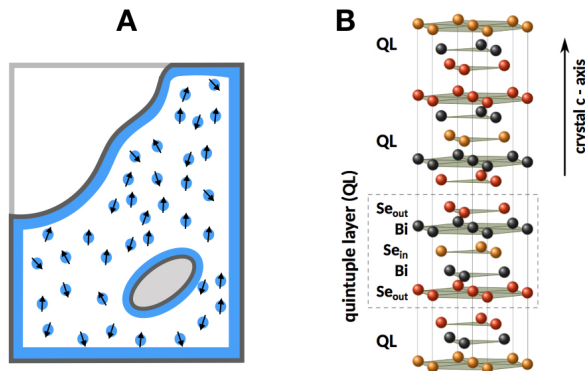 A
B
QL
QL
crystal c - axis
quintuple layer (QL)
Se_out
Bi
Se_in
Bi
Se_out
QL